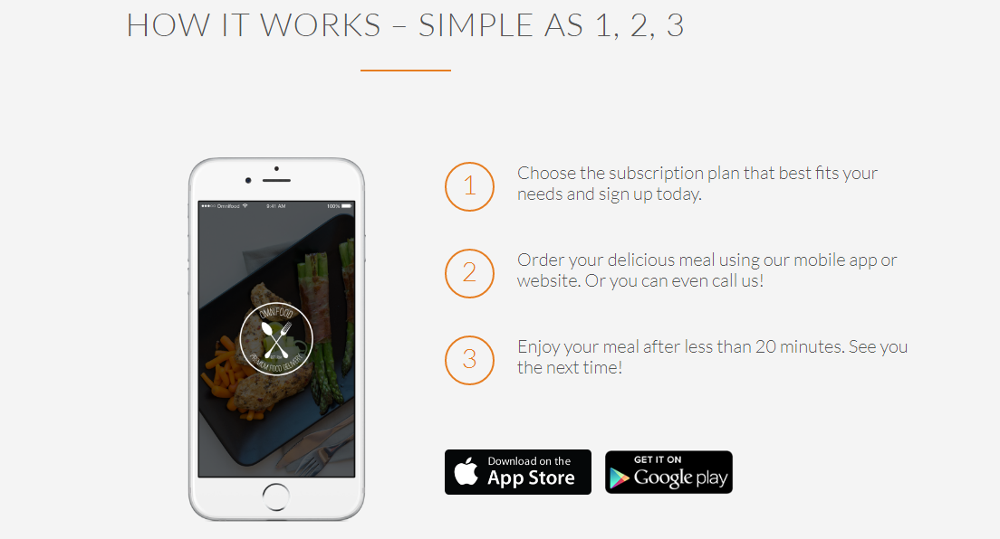 HOW IT WORKS – SIMPLE AS 1, 2, 3
Omnifood
9:41 AM
100%
OMNIFOOD
PREMIUM FOOD DELIVERY
1
Choose the subscription plan that best fits your
needs and sign up today.
2
Order your delicious meal using our mobile app or
website. Or you can even call us!
3
Enjoy your meal after less than 20 minutes. See you
the next time!
Download on the
App Store
GET IT ON
Google play